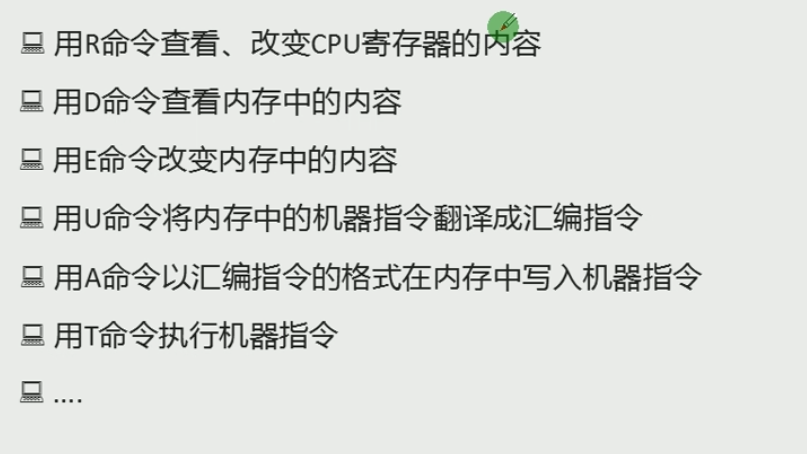 用R命令查看、改变CPU寄存器的内容
用D命令查看内存中的内容
用E命令改变内存中的内容
用U命令将内存中的机器指令翻译成汇编指令
用A命令以汇编指令的格式在内存中写入机器指令
用T命令执行机器指令
....